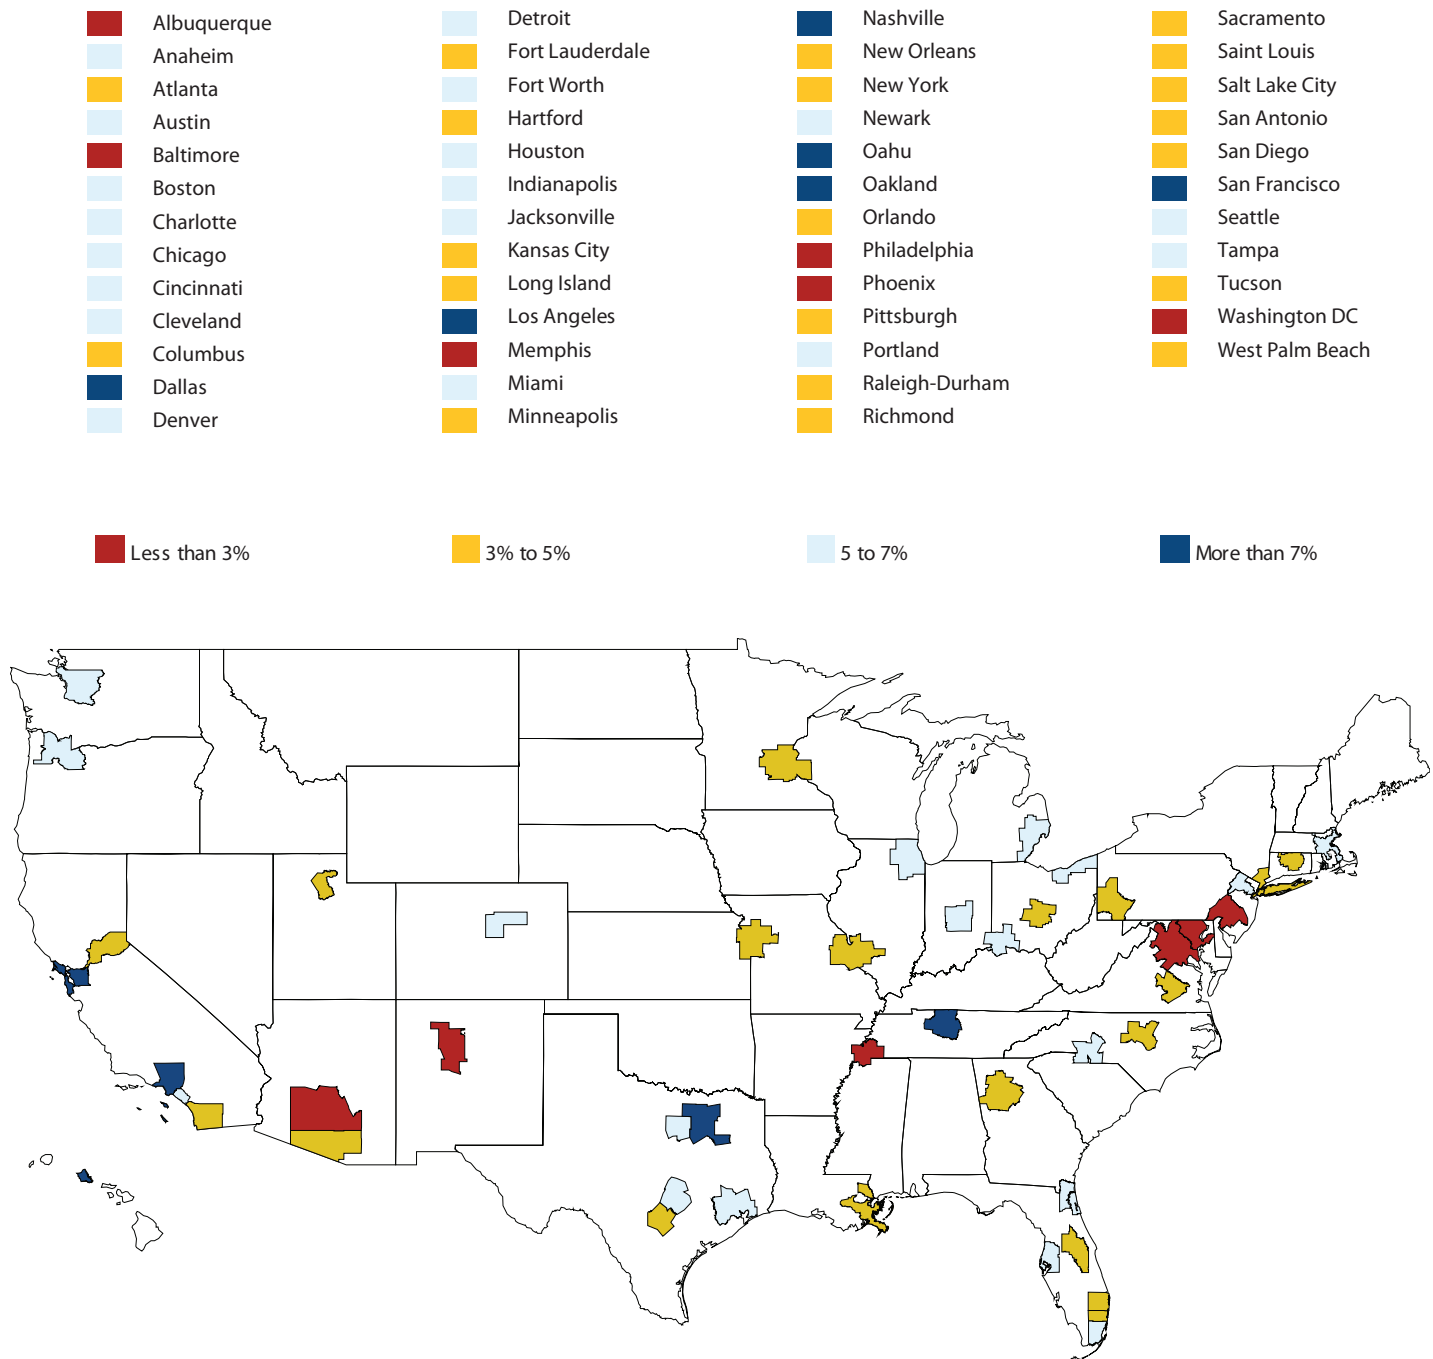 Albuquerque
Anaheim
Atlanta
Austin
Baltimore
Boston
Charlotte
Chicago
Cincinnati
Cleveland
Columbus
Dallas
Denver
Detroit
Fort Lauderdale
Fort Worth
Hartford
Houston
Indianapolis
Jacksonville
Kansas City
Long Island
Los Angeles
Memphis
Miami
Minneapolis
Nashville
New Orleans
New York
Newark
Oahu
Oakland
Orlando
Philadelphia
Phoenix
Pittsburgh
Portland
Raleigh-Durham
Richmond
Sacramento
Saint Louis
Salt Lake City
San Antonio
San Diego
San Francisco
Seattle
Tampa
Tucson
Washington DC
West Palm Beach
Less than 3%
3% to 5%
5 to 7%
More than 7%